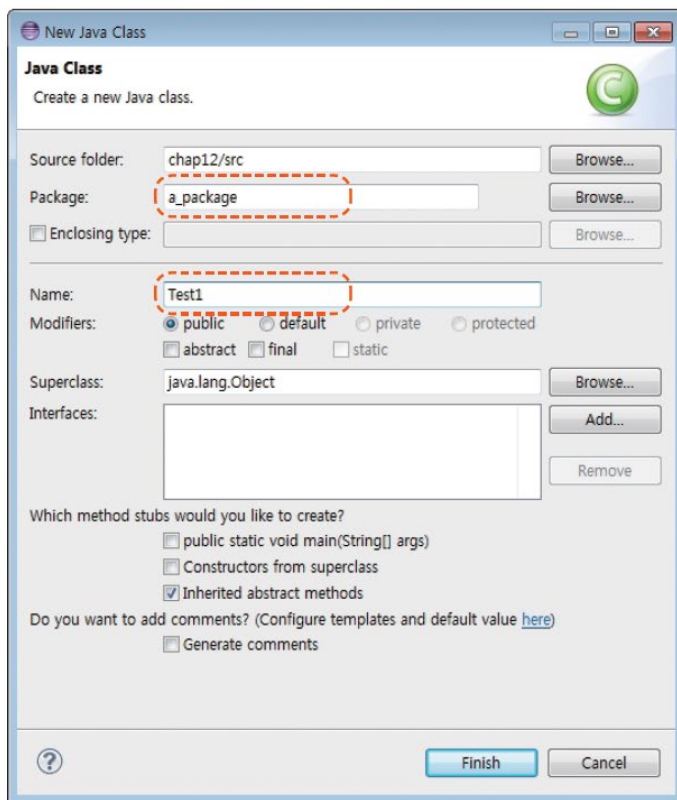 New Java Class
Java Class
Create a new Java class.
Source folder: chap12/src Browse...
Package: a_package Browse...
Enclosing type: Browse...
Name: Test1
Modifiers: public default private protected
abstract final static
Superclass: java.lang.Object Browse...
Interfaces: Add...
Remove
Which method stubs would you like to create?
public static void main(String[] args)
Constructors from superclass
Inherited abstract methods
Do you want to add comments? (Configure templates and default value here)
Generate comments
? Finish Cancel